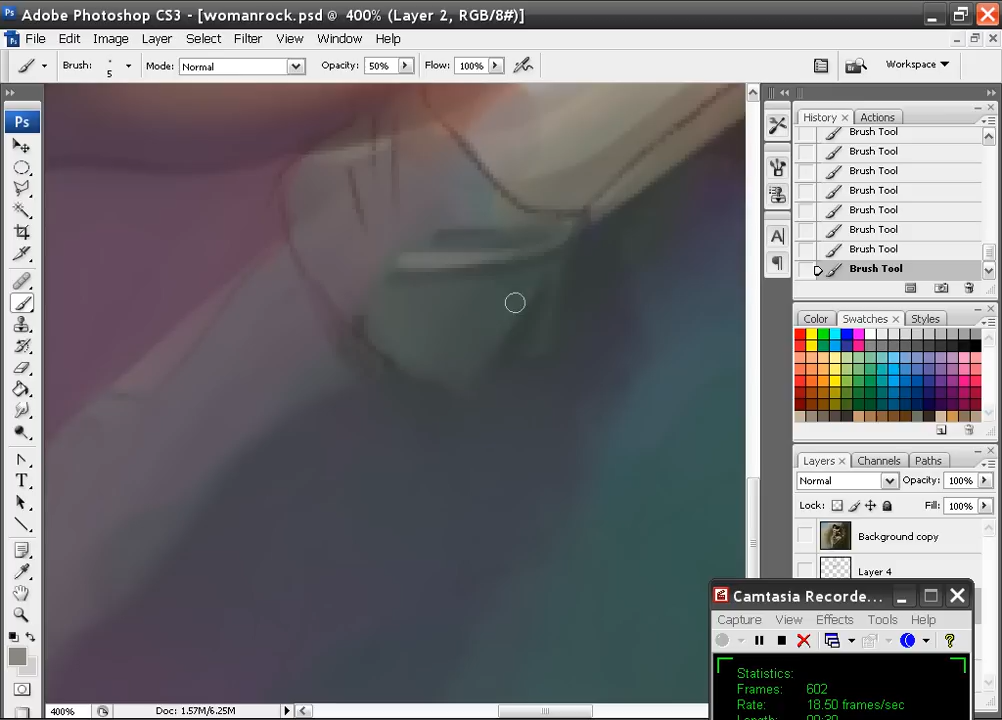 Adobe Photoshop CS3 - [womanrock.psd @ 400% (Layer 2, RGB/8#)]
File Edit Image Layer Select Filter View Window Help
Brush: 5 Mode: Normal Opacity: 50% Flow: 100% Workspace
Ps
History Actions
Brush Tool
Brush Tool
Brush Tool
Brush Tool
Brush Tool
Brush Tool
Brush Tool
Brush Tool
Color Swatches Styles
Layers Channels Paths
Normal Opacity: 100%
Lock: Fill: 100%
Background copy
Layer 4
Camtasia Recorde...
Capture View Effects Tools Help
Statistics:
Frames: 602
Rate: 18.50 frames/sec
400% Doc: 1.57M/6.25M